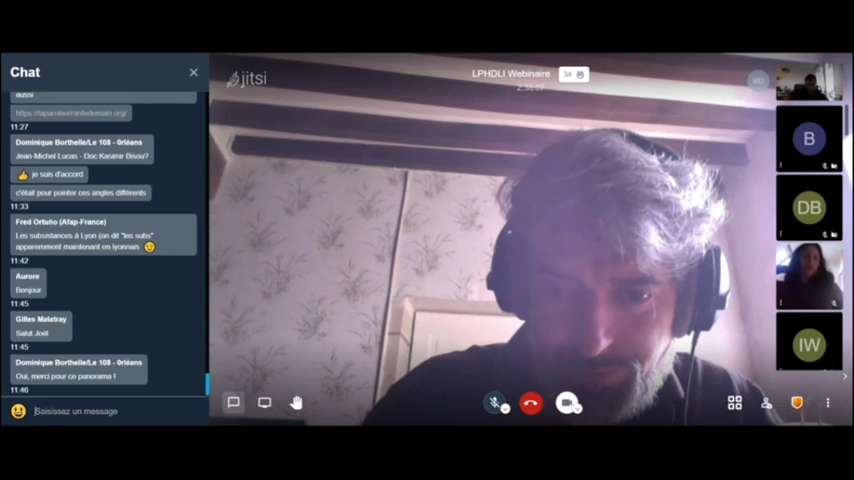 Chat
aussi
https://laparoleerrantedemain.org/
11:27
Dominique Borthelle/Le 108 - Orléans
Jean-Michel Lucas - Doc Kasimir Bisou?
👍 je suis d'accord
c'était pour pointer ces angles différents
11:33
Fred Ortuño (Afap-France)
Les subsistances à Lyon (on dit "les subs"
apparemment maintenant en lyonnais 😉
11:42
Aurore
Bonjour
11:45
Gilles Malatray
Salut Joël
11:45
Dominique Borthelle/Le 108 - Orléans
Oui, merci pour ce panorama !
11:46
Saisissez un message
jitsi
LPHDLI Webinaire
34
2:38:07
MD
B
DB
IW